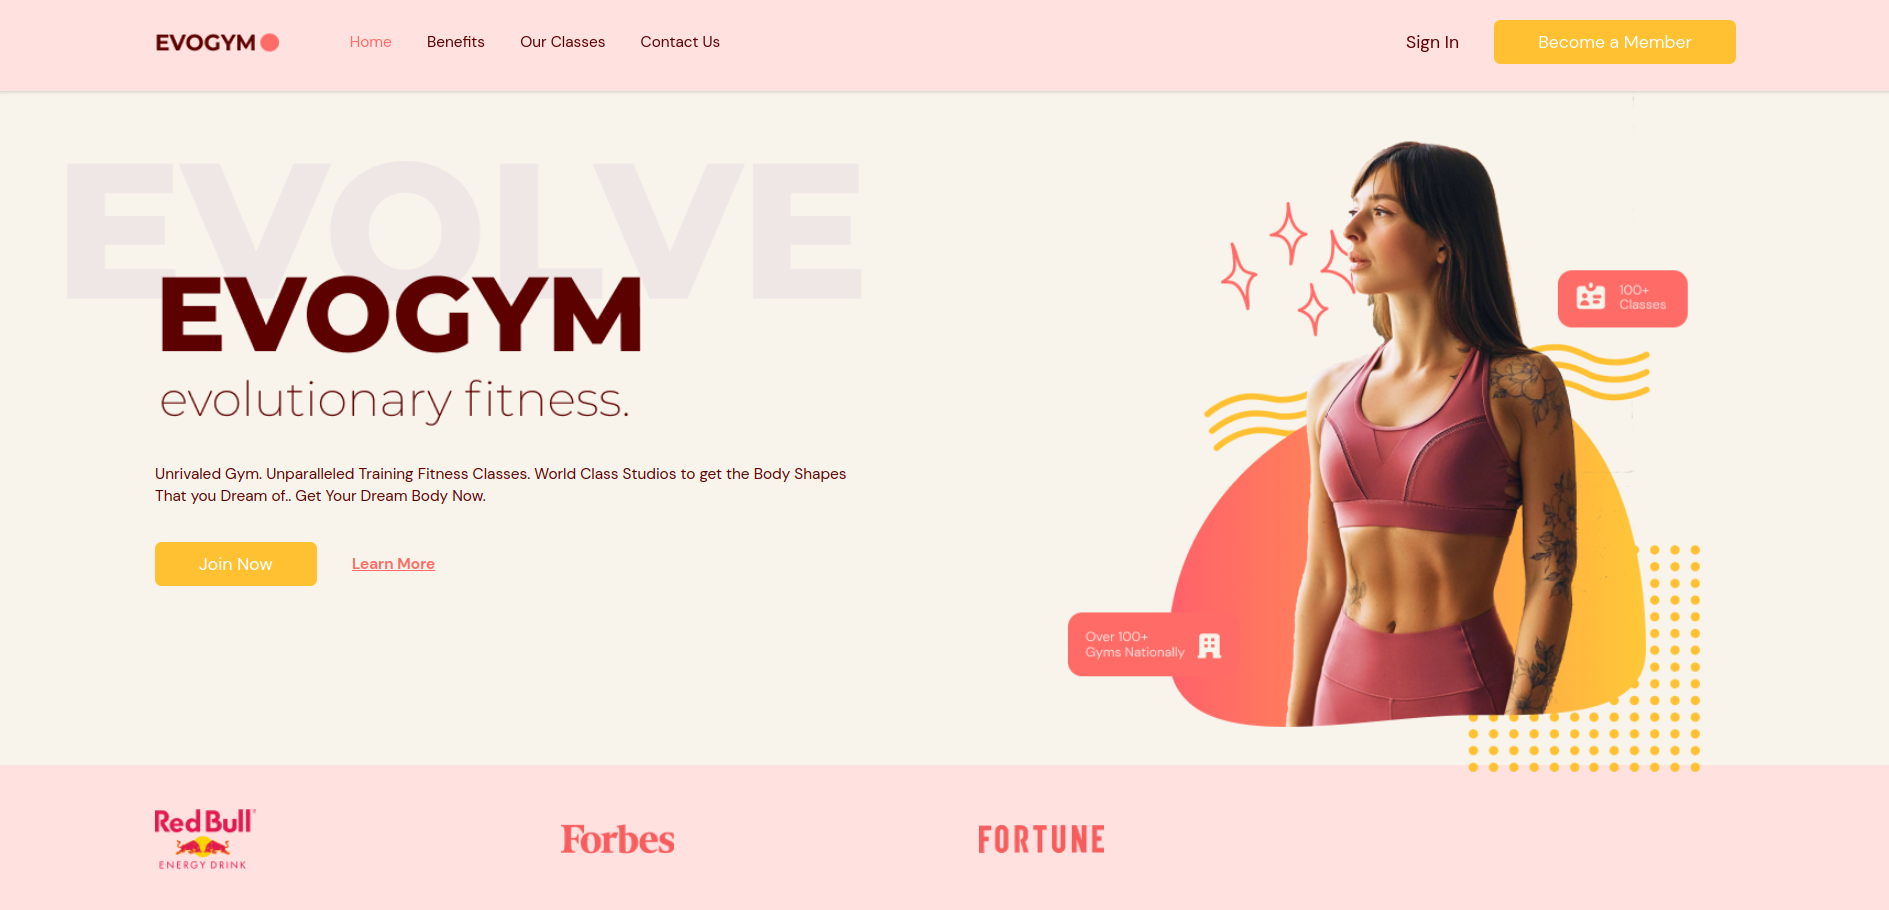 EVOGYM
Home
Benefits
Our Classes
Contact Us
Sign In
Become a Member
EVOLVE
EVOGYM
evolutionary fitness.
Unrivaled Gym. Unparalleled Training Fitness Classes. World Class Studios to get the Body Shapes
That you Dream of.. Get Your Dream Body Now.
Join Now
Learn More
100+
Classes
Over 100+
Gyms Nationally
Red Bull
ENERGY DRINK
Forbes
FORTUNE